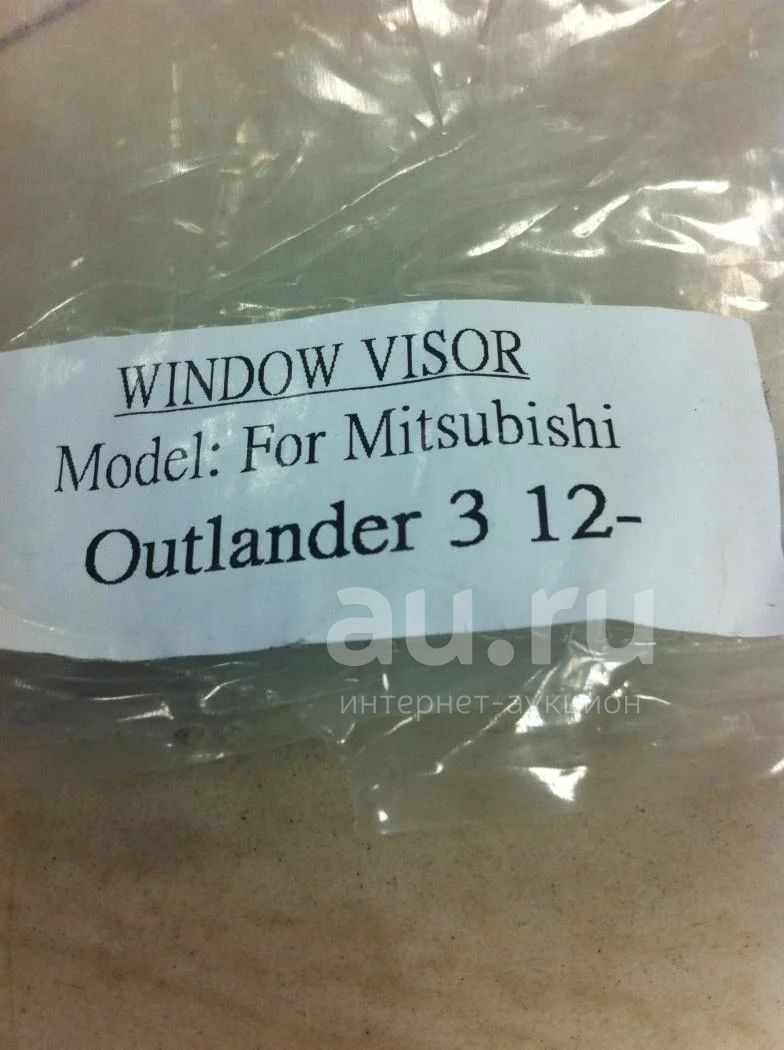 WINDOW VISOR
Model: For Mitsubishi
Outlander 3 12-
au.ru
интернет-аукцион